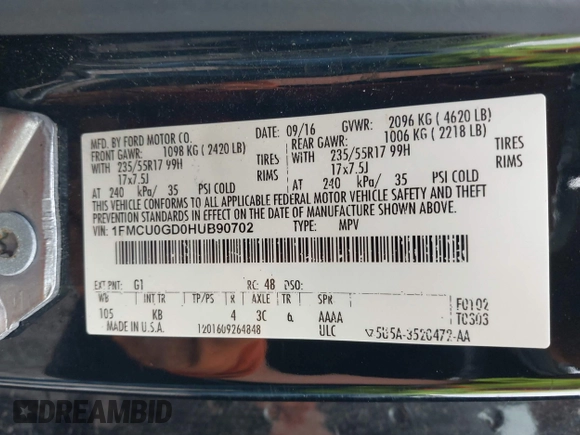 MFD. BY FORD MOTOR CO.
DATE: 09/16 GVWR: 2096 KG ( 4620 LB)
FRONT GAWR: 1098 KG ( 2420 LB) REAR GAWR: 1006 KG ( 2218 LB)
WITH 235/55R17 99H TIRES WITH 235/55R17 99H TIRES
17x7.5J RIMS 17x7.5J RIMS
AT 240 kPa/ 35 PSI COLD AT 240 kPa/ 35 PSI COLD
THIS VEHICLE CONFORMS TO ALL APPLICABLE FEDERAL MOTOR VEHICLE SAFETY AND THEFT
PREVENTION STANDARDS IN EFFECT ON THE DATE OF MANUFACTURE SHOWN ABOVE.
VIN: 1FMCU0GD0HUB90702 TYPE: MPV
EXT PNT: G1 RC: 48 DSO:
WB INT TR TP/PS R AXLE TR SPR
105 KB 4 3C 6 AAAA F0102
MADE IN U.S.A. 1201609264848 ULC T0303
5U5A-3520472-AA
DREAMBID